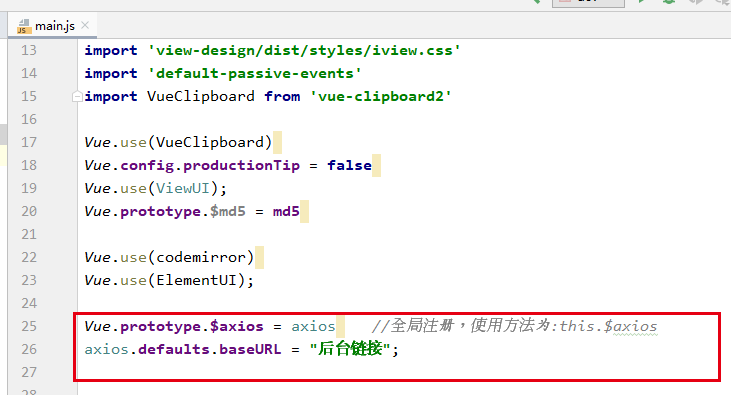 main.js
13 import 'view-design/dist/styles/iview.css'
14 import 'default-passive-events'
15 import VueClipboard from 'vue-clipboard2'
16
17 Vue.use(VueClipboard)
18 Vue.config.productionTip = false
19 Vue.use(ViewUI);
20 Vue.prototype.$md5 = md5
21
22 Vue.use(codemirror)
23 Vue.use(ElementUI);
24
25 Vue.prototype.$axios = axios //全局注册，使用方法为:this.$axios
26 axios.defaults.baseURL = "后台链接";
27
28